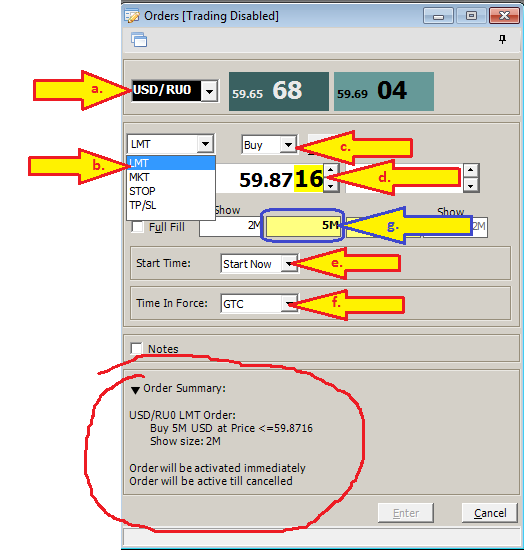 Orders [Trading Disabled]
a.
USD/RU0
59.65 68
59.69 04
LMT
Buy
c.
b.
LMT
MKT
STOP
TP/SL
59.8716
d.
Show
Show
Full Fill
2M
5M
g.
2M
Start Time:
Start Now
e.
Time In Force:
GTC
f.
Notes
Order Summary:
USD/RU0 LMT Order:
Buy 5M USD at Price <=59.8716
Show size: 2M
Order will be activated immediately
Order will be active till cancelled
Enter
Cancel